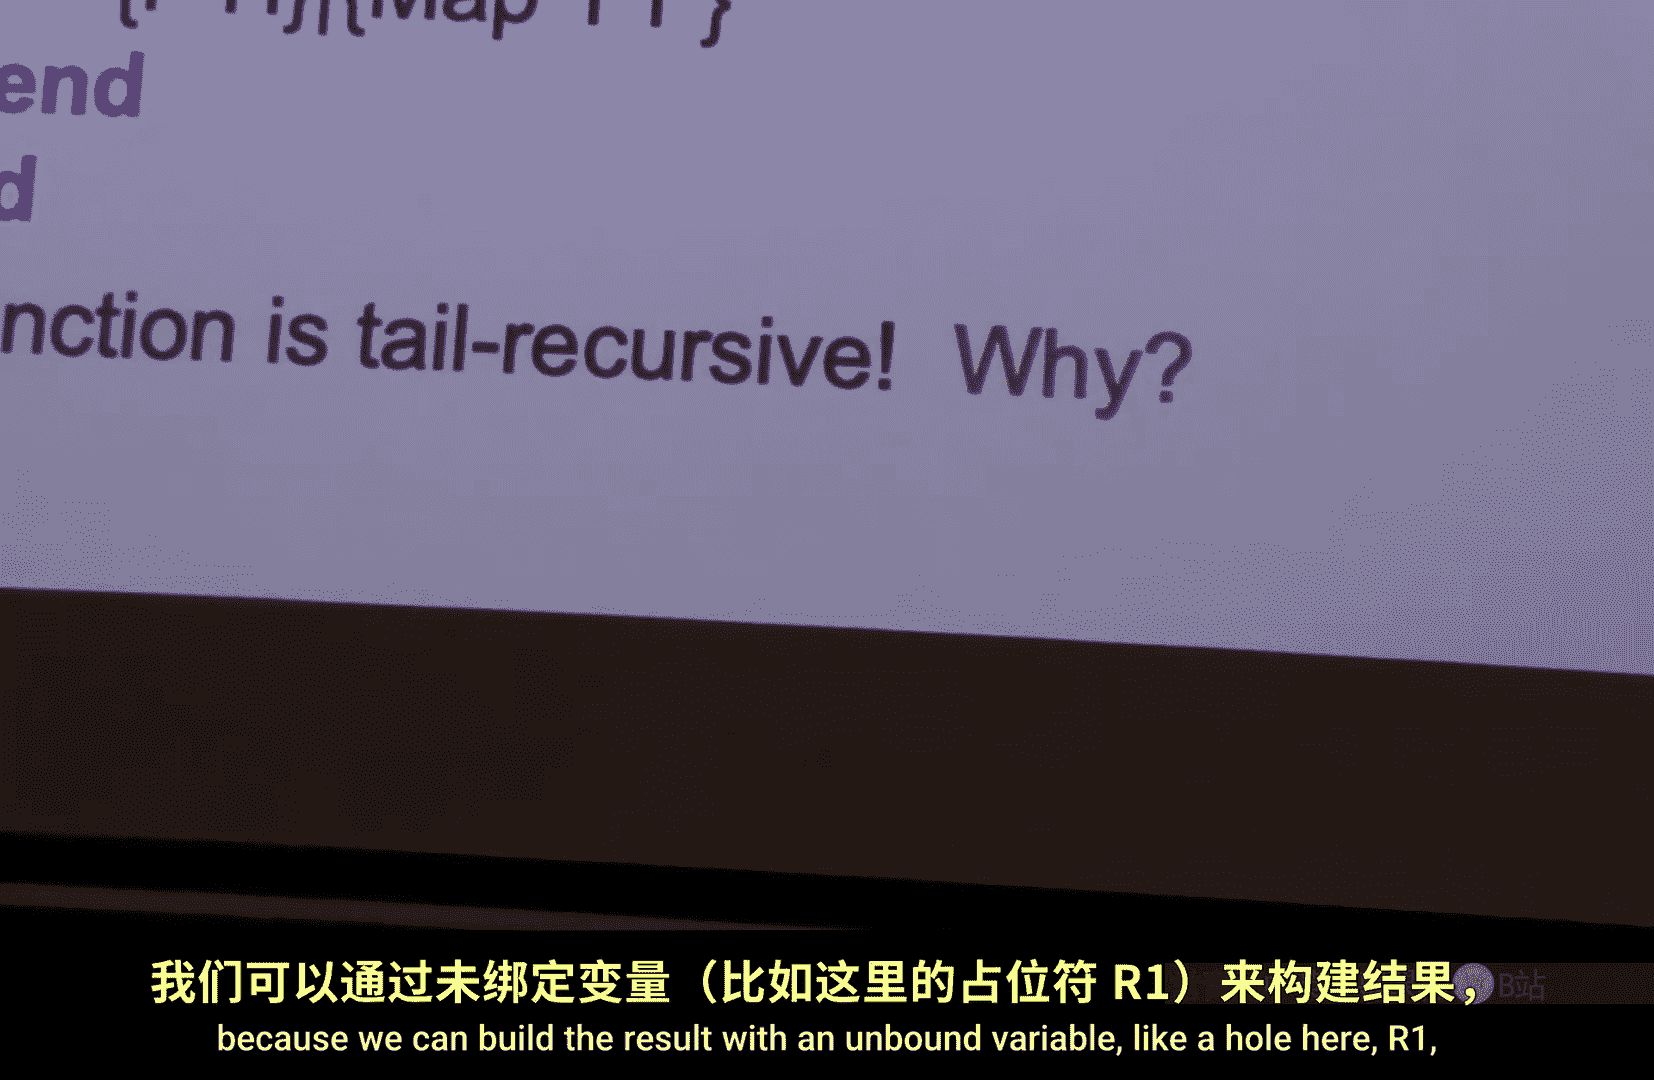 end
d
nction is tail-recursive! Why?
我们可以通过未绑定变量（比如这里的占位符 R1）来构建结果，
B站
because we can build the result with an unbound variable, like a hole here, R1,